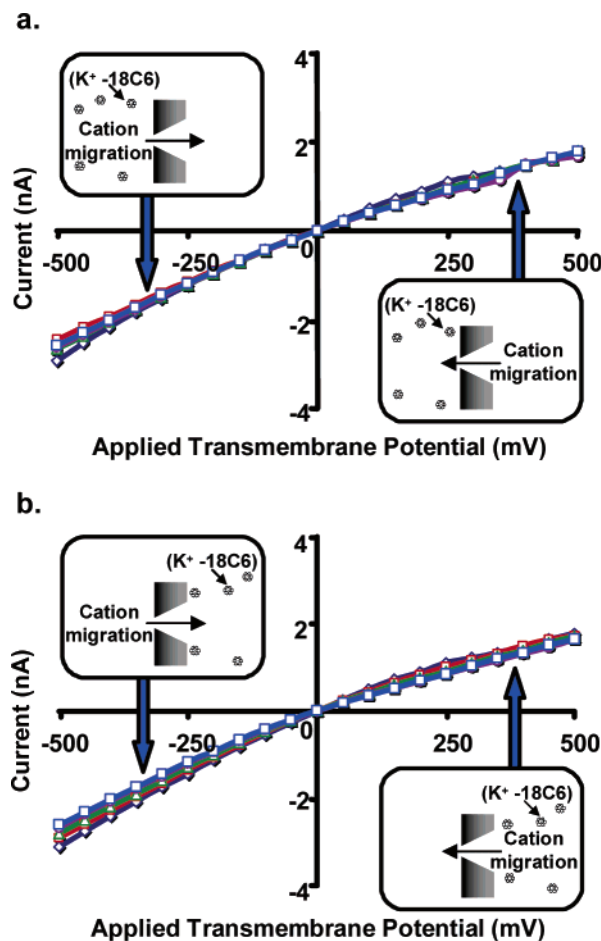 a.
4
(K+ -18C6)
Cation
migration
2
Current (nA)
-500
-250
0
250
500
-2
(K+ -18C6)
Cation
migration
-4
Applied Transmembrane Potential (mV)
b.
4
(K+ -18C6)
Cation
migration
2
Current (nA)
-500
-250
0
250
500
-2
(K+ -18C6)
Cation
migration
-4
Applied Transmembrane Potential (mV)